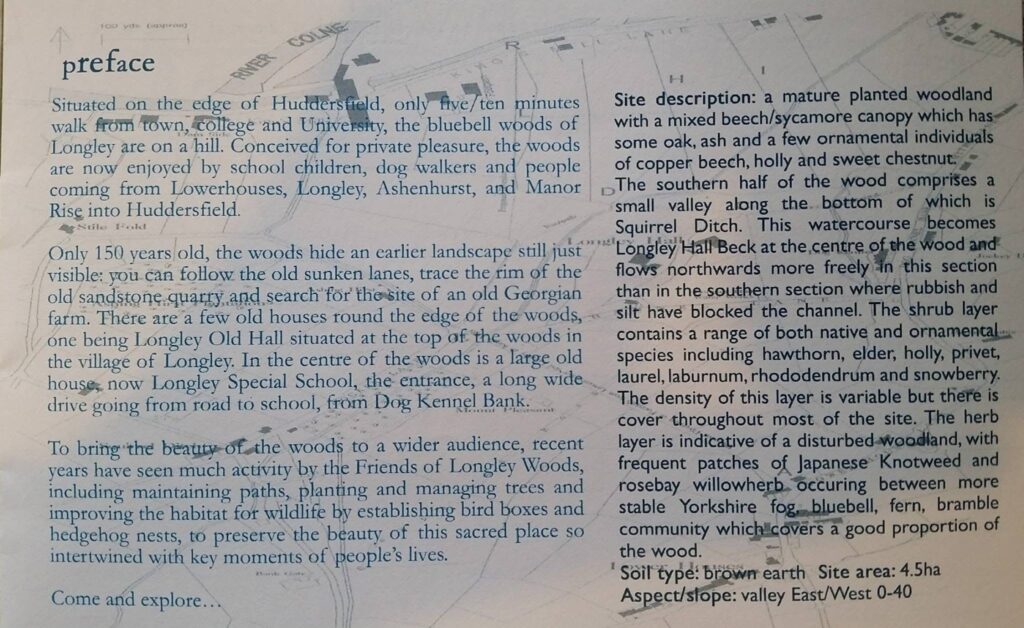 100 yds (approx)
RIVER COLNE
preface
Situated on the edge of Huddersfield, only five/ten minutes
walk from town, college and University, the bluebell woods of
Longley are on a hill. Conceived for private pleasure, the woods
are now enjoyed by school children, dog walkers and people
coming from Lowerhouses, Longley, Ashenhurst, and Manor
Rise into Huddersfield.
Stile Fold
Only 150 years old, the woods hide an earlier landscape still just
visible: you can follow the old sunken lanes, trace the rim of the
old sandstone quarry and search for the site of an old Georgian
farm. There are a few old houses round the edge of the woods,
one being Longley Old Hall situated at the top of the woods in
the village of Longley. In the centre of the woods is a large old
house, now Longley Special School, the entrance, a long wide
drive going from road to school, from Dog Kennel Bank.
Mount Pleasant
To bring the beauty of the woods to a wider audience, recent
years have seen much activity by the Friends of Longley Woods,
including maintaining paths, planting and managing trees and
improving the habitat for wildlife by establishing bird boxes and
hedgehog nests, to preserve the beauty of this sacred place so
intertwined with key moments of people's lives.
Come and explore…
KING'S MILL LANE
Longley Hall
Site description: a mature planted woodland
with a mixed beech/sycamore canopy which has
some oak, ash and a few ornamental individuals
of copper beech, holly and sweet chestnut.
The southern half of the wood comprises a
small valley along the bottom of which is
Squirrel Ditch. This watercourse becomes
Longley Hall Beck at the centre of the wood and
flows northwards more freely in this section
than in the southern section where rubbish and
silt have blocked the channel. The shrub layer
contains a range of both native and ornamental
species including hawthorn, elder, holly, privet,
laurel, laburnum, rhododendrum and snowberry.
The density of this layer is variable but there is
cover throughout most of the site. The herb
layer is indicative of a disturbed woodland, with
frequent patches of Japanese Knotweed and
rosebay willowherb occuring between more
stable Yorkshire fog, bluebell, fern, bramble
community which covers a good proportion of
the wood.
Lower Houses
Soil type: brown earth Site area: 4.5ha
Aspect/slope: valley East/West 0-40